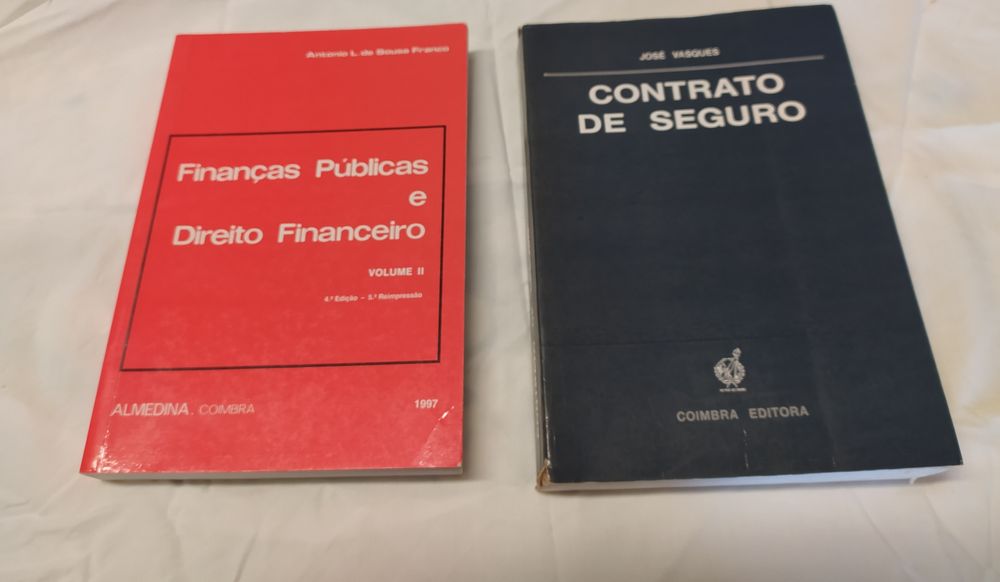 Antonio L. de Sousa Franco
Finanças Públicas
e
Direito Financeiro
VOLUME II
4.ª Edição – 5.ª Reimpressão
ALMEDINA. COIMBRA
1997
JOSÉ VASQUES
CONTRATO
DE SEGURO
COIMBRA EDITORA